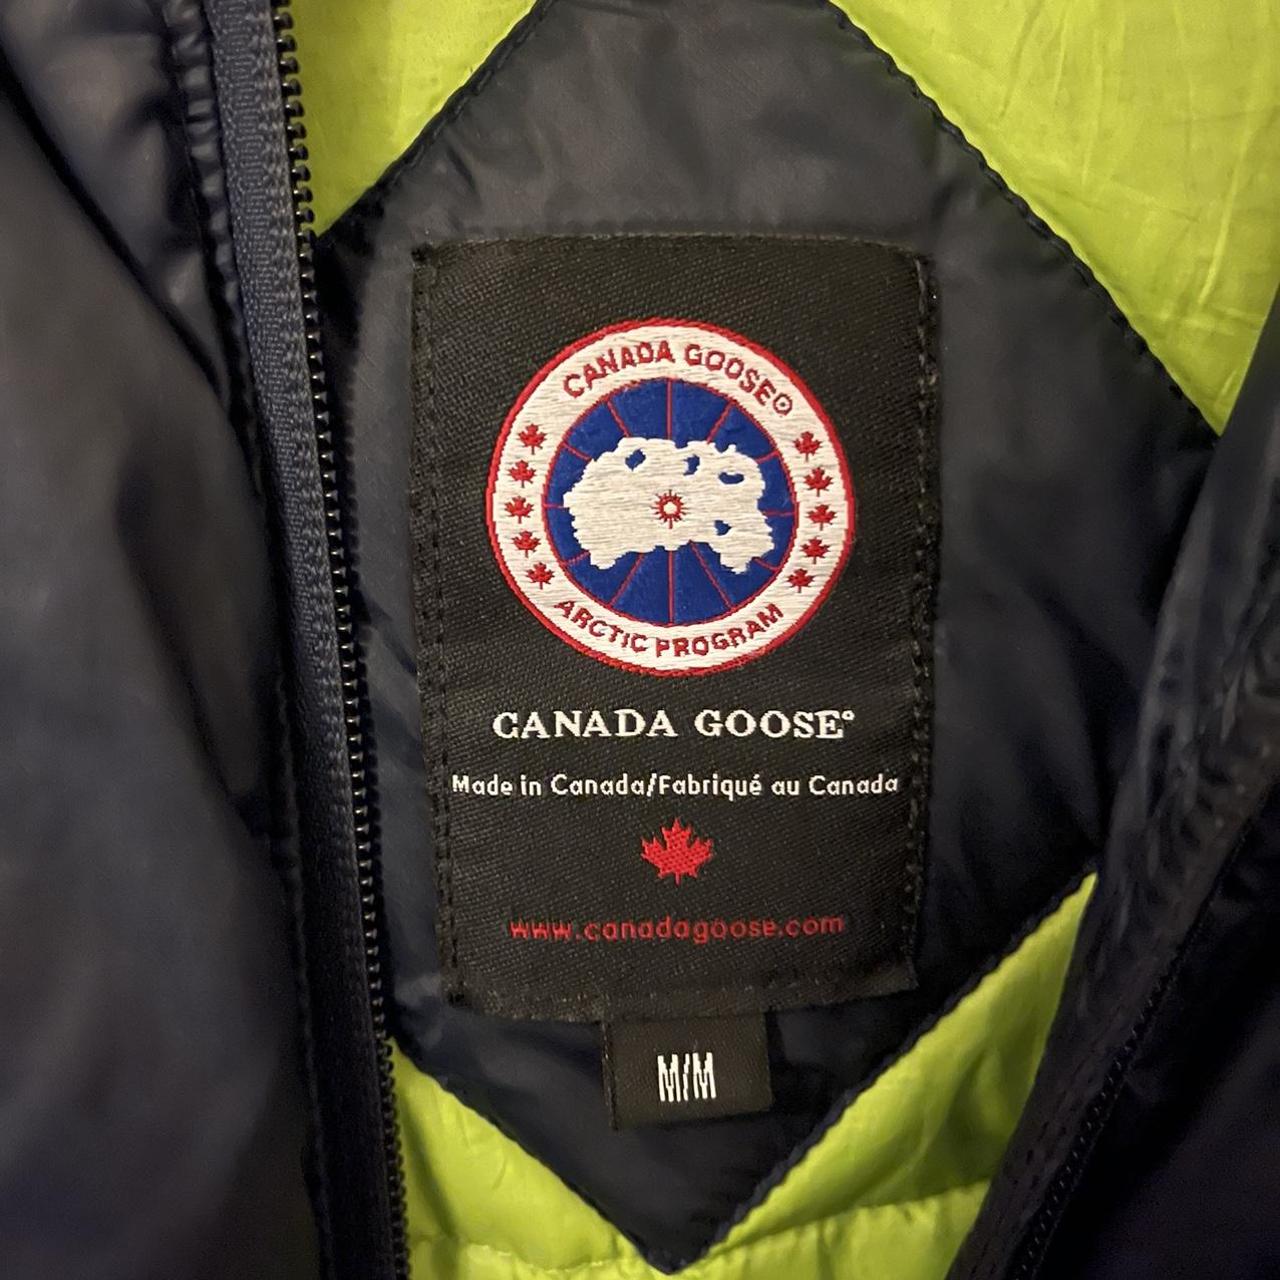 CANADA GOOSE®
ARCTIC PROGRAM
CANADA GOOSE®
Made in Canada/Fabriqué au Canada
www.canadagoose.com
M/M